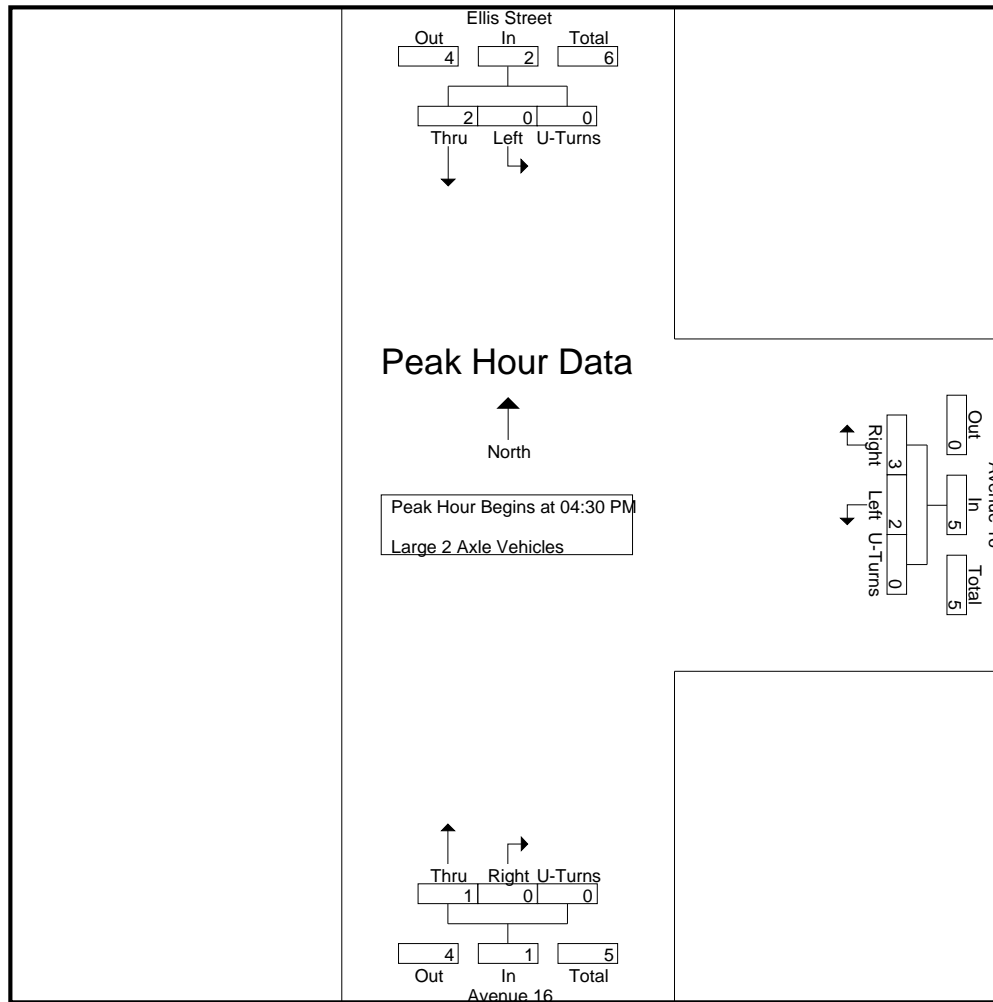 Ellis Street
Out In Total
4 2 6
2 0 0
Thru Left U-Turns
Peak Hour Data
North
Peak Hour Begins at 04:30 PM
Large 2 Axle Vehicles
Out In Total
0 5 5
Right Left U-Turns
3 2 0
Thru Right U-Turns
1 0 0
4 1 5
Out In Total
Avenue 16